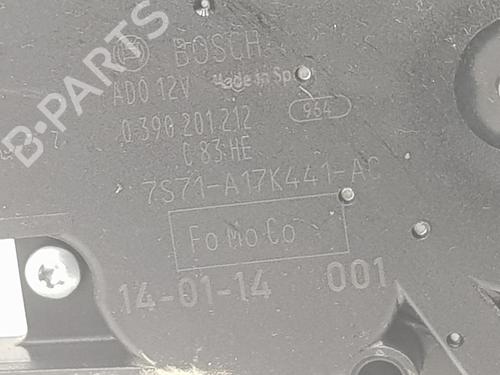 B-PARTS
BOSCH
ADO 12V Made in Sp
0 390 201 212 964
C 83 HE
7S71-A17K441-AC
FoMoCo
14-01-14 001